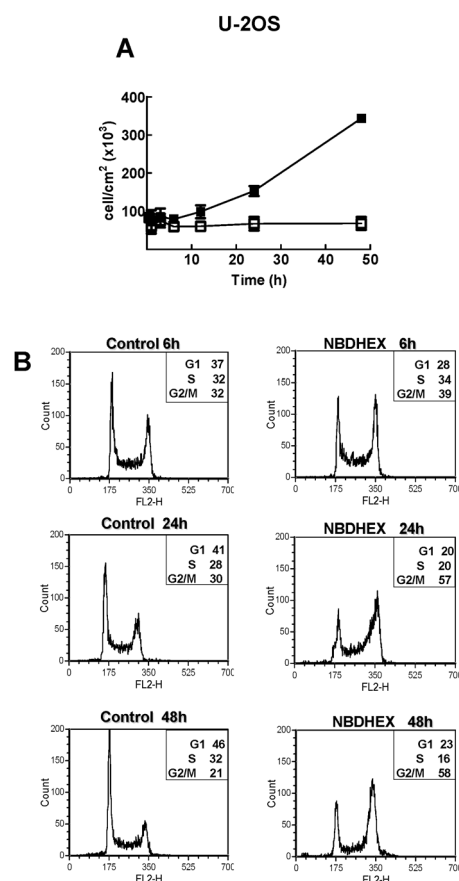 U-2OS
A
cell/cm² (x10³)
400
300
200
100
10 20 30 40 50
Time (h)
B
Control 6h
Count
200
150
100
50
0
G1 37
S 32
G2/M 32
0 175 350 525 700
FL2-H
NBDHEX 6h
Count
200
150
100
50
0
G1 28
S 34
G2/M 39
0 175 350 525 700
FL2-H
Control 24h
Count
200
150
100
50
0
G1 41
S 28
G2/M 30
0 175 350 525 700
FL2-H
NBDHEX 24h
Count
200
150
100
50
0
G1 20
S 20
G2/M 57
0 175 350 525 700
FL2-H
Control 48h
Count
200
150
100
50
0
G1 46
S 32
G2/M 21
0 175 350 525 700
FL2-H
NBDHEX 48h
Count
200
150
100
50
0
G1 23
S 16
G2/M 58
0 175 350 525 700
FL2-H